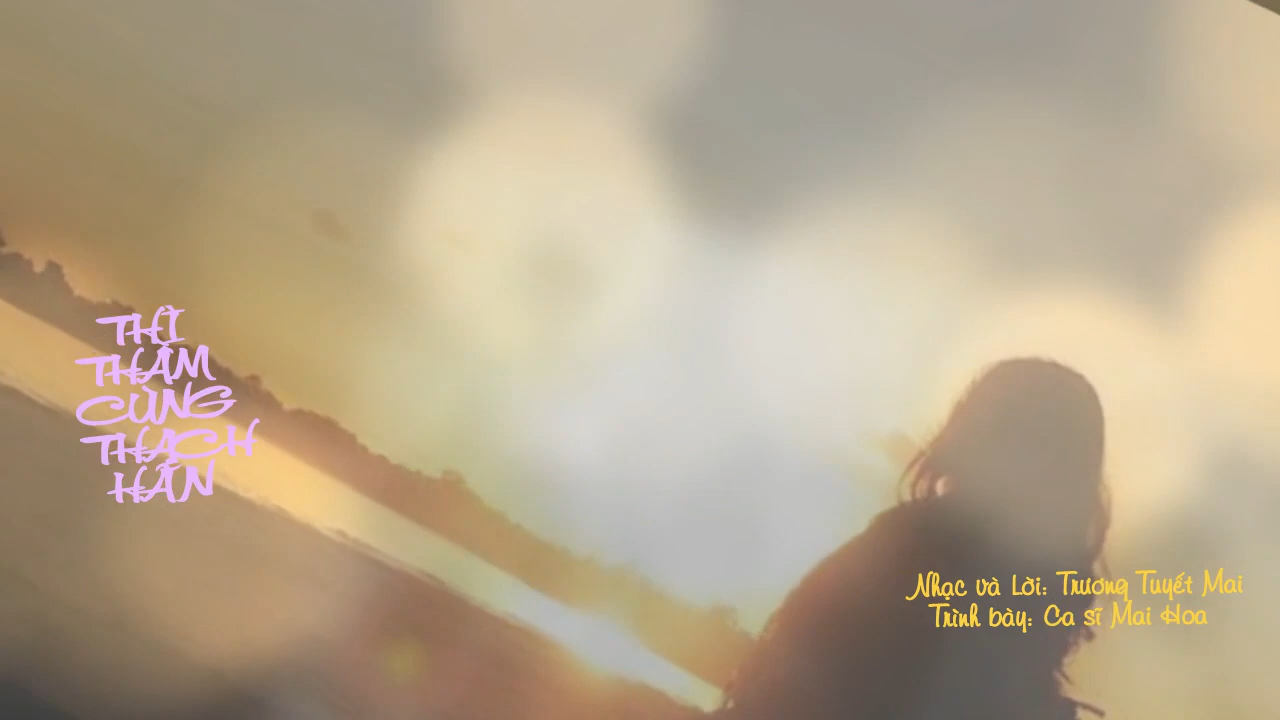 THÌ
THẦM
CÙNG
THẠCH
HÃN
Nhạc và Lời: Trương Tuyết Mai
Trình bày: Ca sĩ Mai Hoa